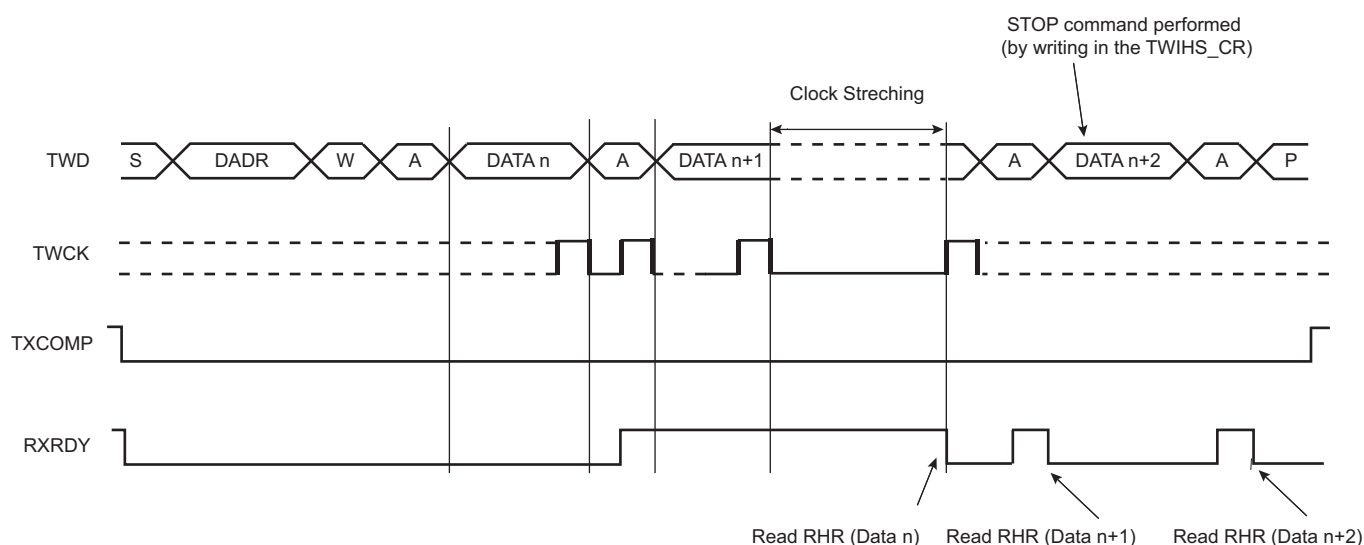 STOP command performed
(by writing in the TWIHS_CR)
Clock Streching
TWD S DADR W A DATA n A DATA n+1 A DATA n+2 A P
TWCK
TXCOMP
RXRDY
Read RHR (Data n) Read RHR (Data n+1) Read RHR (Data n+2)